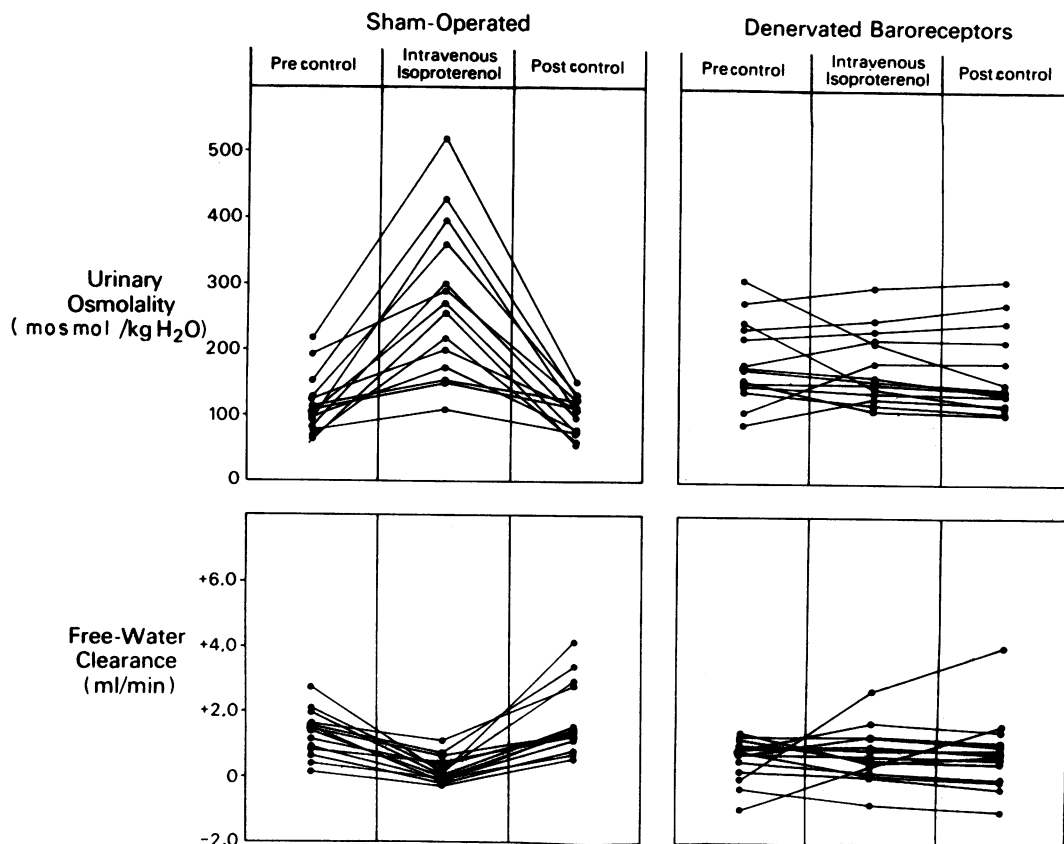 Sham-Operated
Denervated Baroreceptors
Pre control
Intravenous
Isoproterenol
Post control
Pre control
Intravenous
Isoproterenol
Post control
500
400
300
200
100
0
Urinary
Osmolality
(mosmol/kg H₂O)
+6.0
+4.0
+2.0
0
-2.0
Free-Water
Clearance
(ml/min)